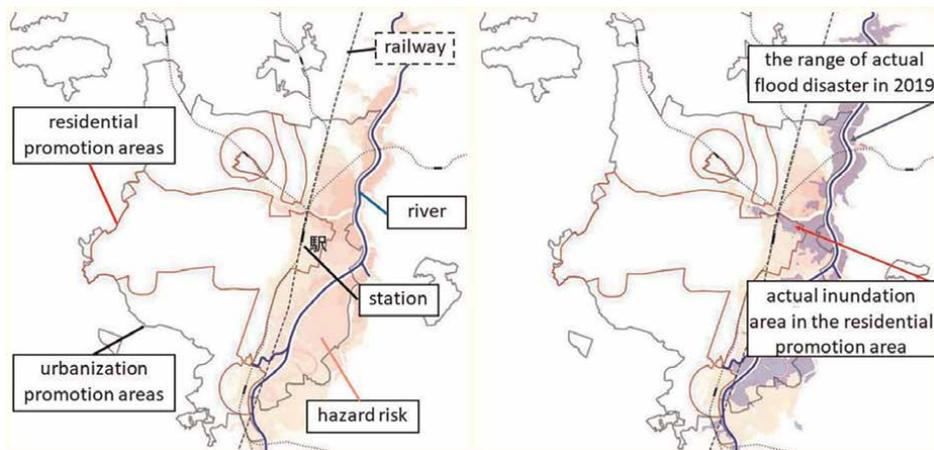 railway
residential
promotion areas
river
駅
station
urbanization
promotion areas
hazard risk
the range of actual
flood disaster in 2019
actual inundation
area in the residential
promotion area